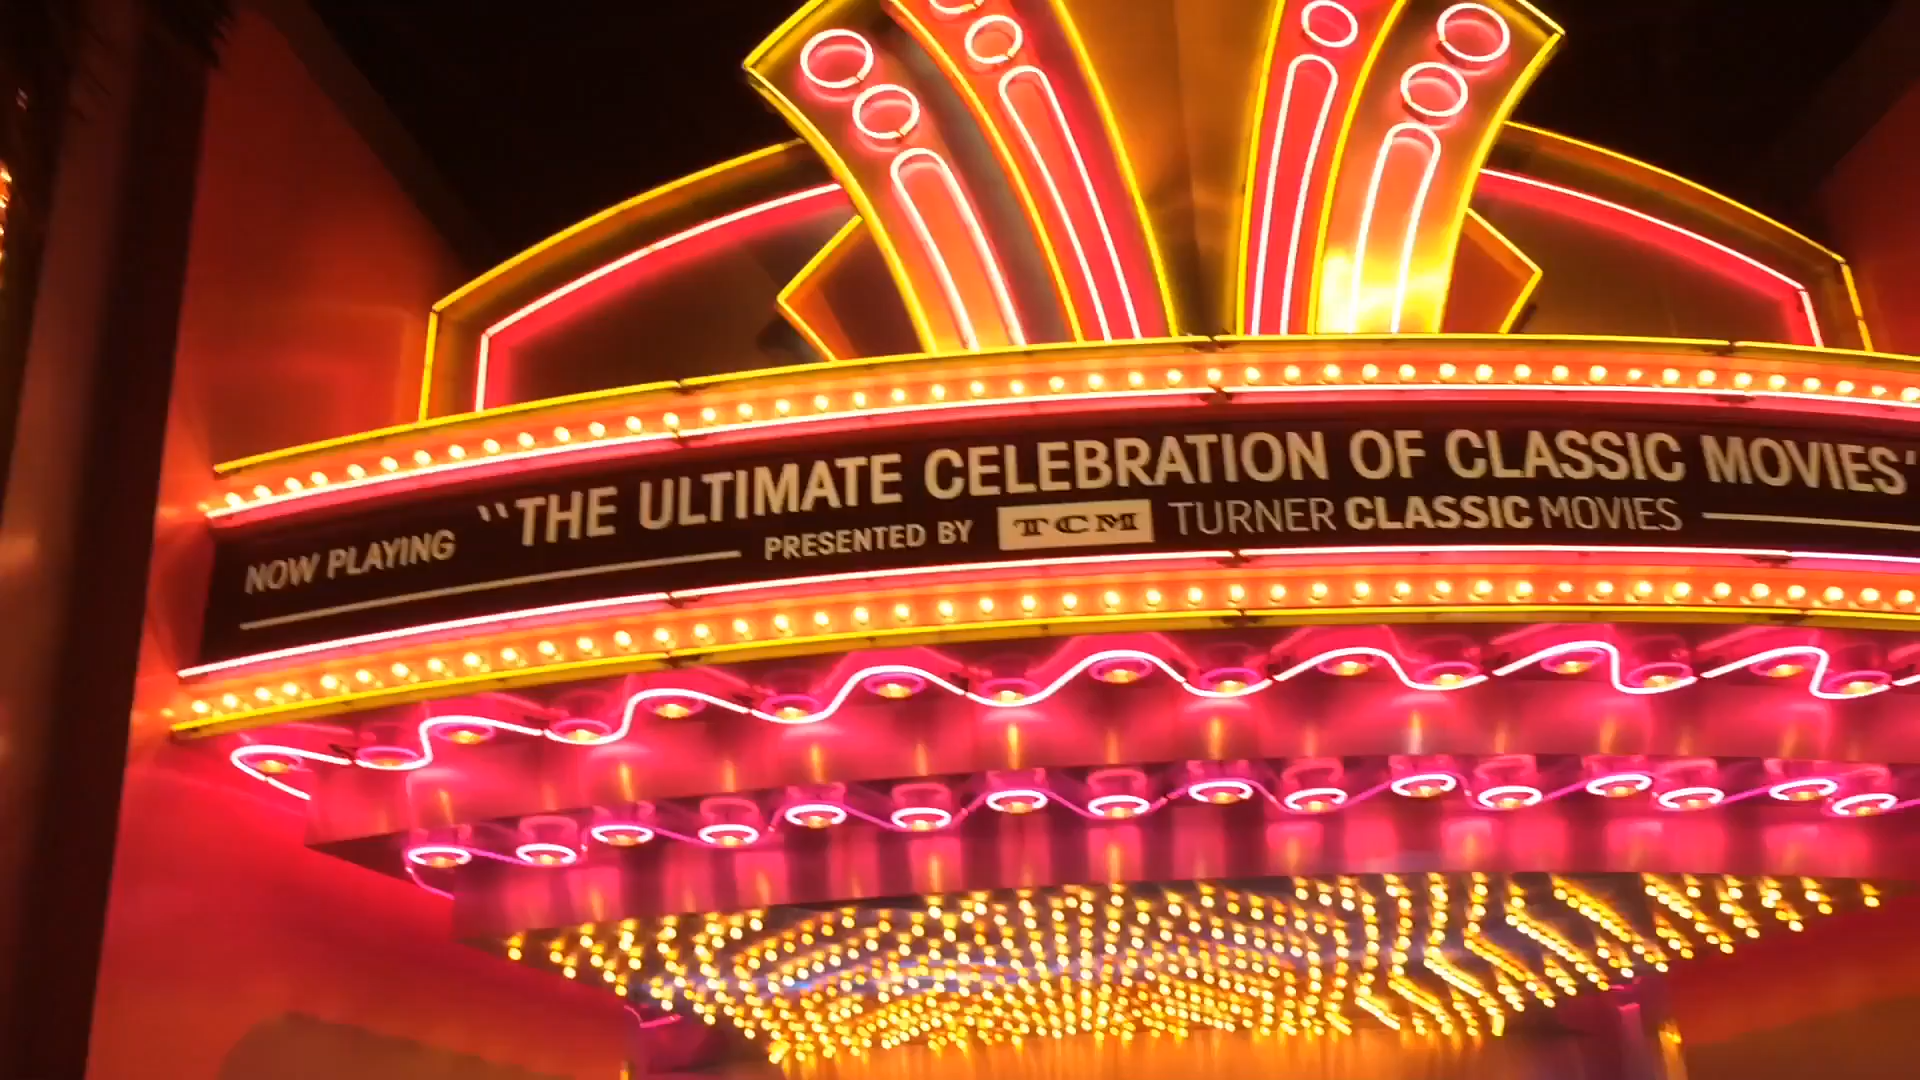 NOW PLAYING "THE ULTIMATE CELEBRATION OF CLASSIC MOVIES"
PRESENTED BY TCM TURNER CLASSIC MOVIES